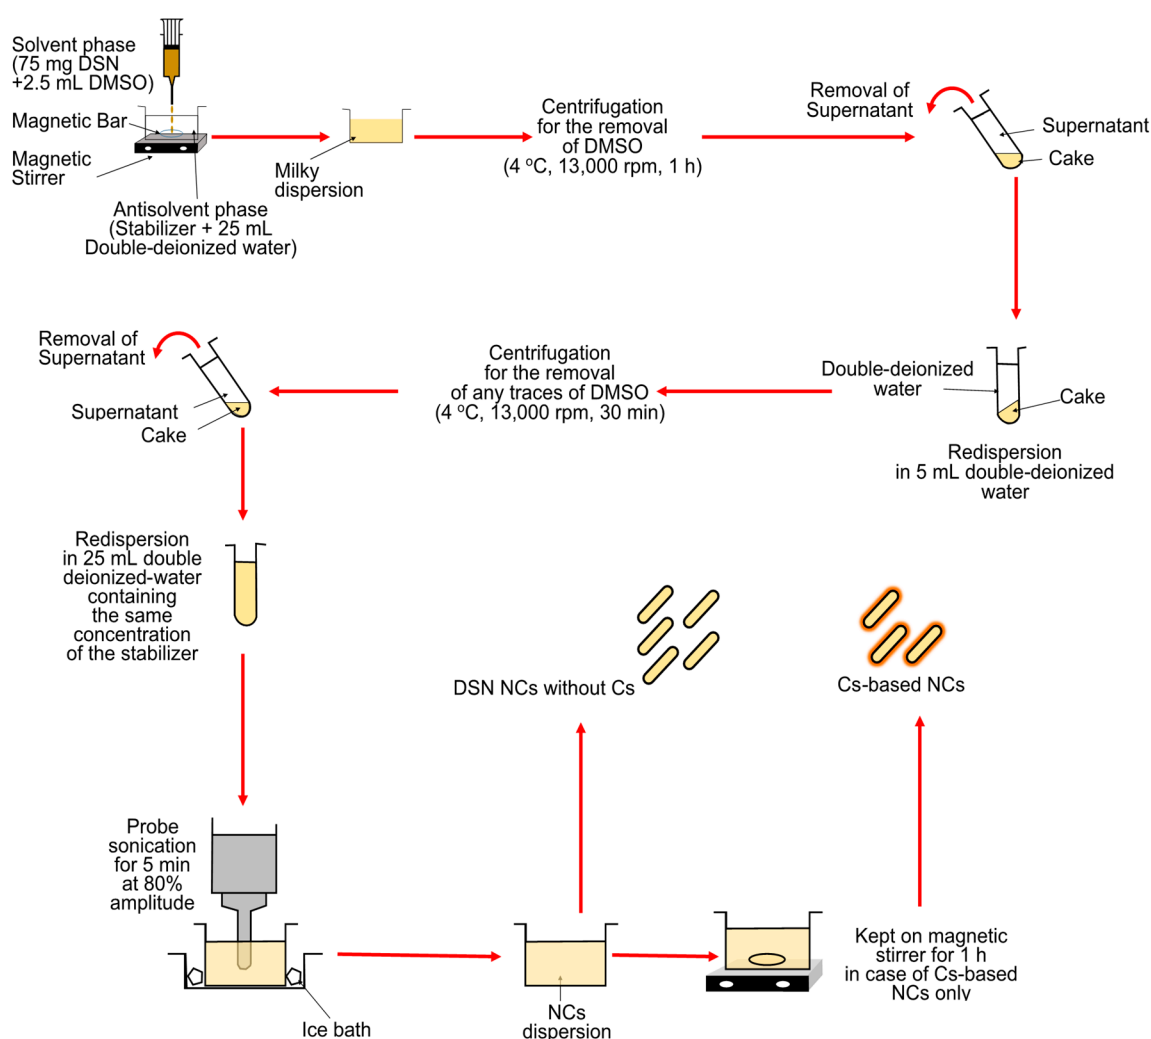 Solvent phase
(75 mg DSN
+2.5 mL DMSO)
Magnetic Bar
Magnetic
Stirrer
Antisolvent phase
(Stabilizer + 25 mL
Double-deionized water)
Milky
dispersion
Centrifugation
for the removal
of DMSO
(4 ºC, 13,000 rpm, 1 h)
Removal of
Supernatant
Supernatant
Cake
Double-deionized
water
Cake
Redispersion
in 5 mL double-deionized
water
Centrifugation
for the removal
of any traces of DMSO
(4 ºC, 13,000 rpm, 30 min)
Removal of
Supernatant
Supernatant
Cake
Redispersion
in 25 mL double
deionized-water
containing
the same
concentration
of the stabilizer
Probe
sonication
for 5 min
at 80%
amplitude
Ice bath
NCs
dispersion
DSN NCs without Cs
Kept on magnetic
stirrer for 1 h
in case of Cs-based
NCs only
Cs-based NCs